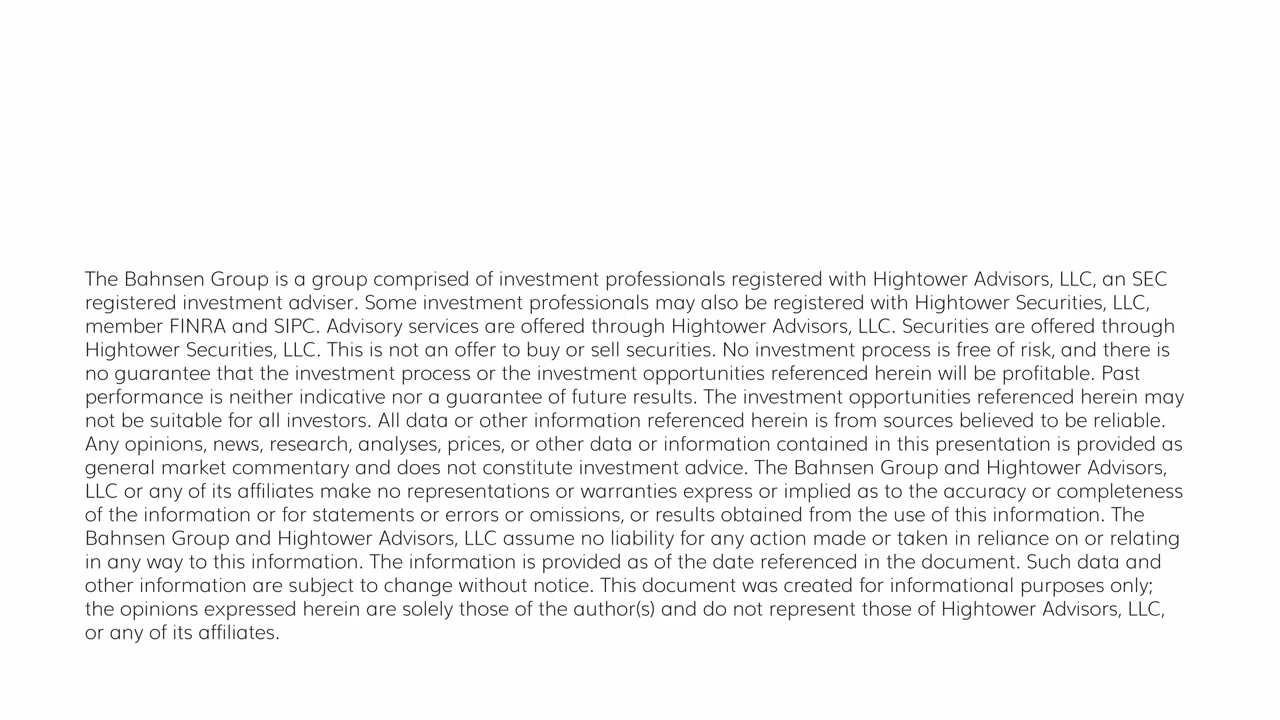 The Bahnsen Group is a group comprised of investment professionals registered with Hightower Advisors, LLC, an SEC
registered investment adviser. Some investment professionals may also be registered with Hightower Securities, LLC,
member FINRA and SIPC. Advisory services are offered through Hightower Advisors, LLC. Securities are offered through
Hightower Securities, LLC. This is not an offer to buy or sell securities. No investment process is free of risk, and there is
no guarantee that the investment process or the investment opportunities referenced herein will be profitable. Past
performance is neither indicative nor a guarantee of future results. The investment opportunities referenced herein may
not be suitable for all investors. All data or other information referenced herein is from sources believed to be reliable.
Any opinions, news, research, analyses, prices, or other data or information contained in this presentation is provided as
general market commentary and does not constitute investment advice. The Bahnsen Group and Hightower Advisors,
LLC or any of its affiliates make no representations or warranties express or implied as to the accuracy or completeness
of the information or for statements or errors or omissions, or results obtained from the use of this information. The
Bahnsen Group and Hightower Advisors, LLC assume no liability for any action made or taken in reliance on or relating
in any way to this information. The information is provided as of the date referenced in the document. Such data and
other information are subject to change without notice. This document was created for informational purposes only;
the opinions expressed herein are solely those of the author(s) and do not represent those of Hightower Advisors, LLC,
or any of its affiliates.